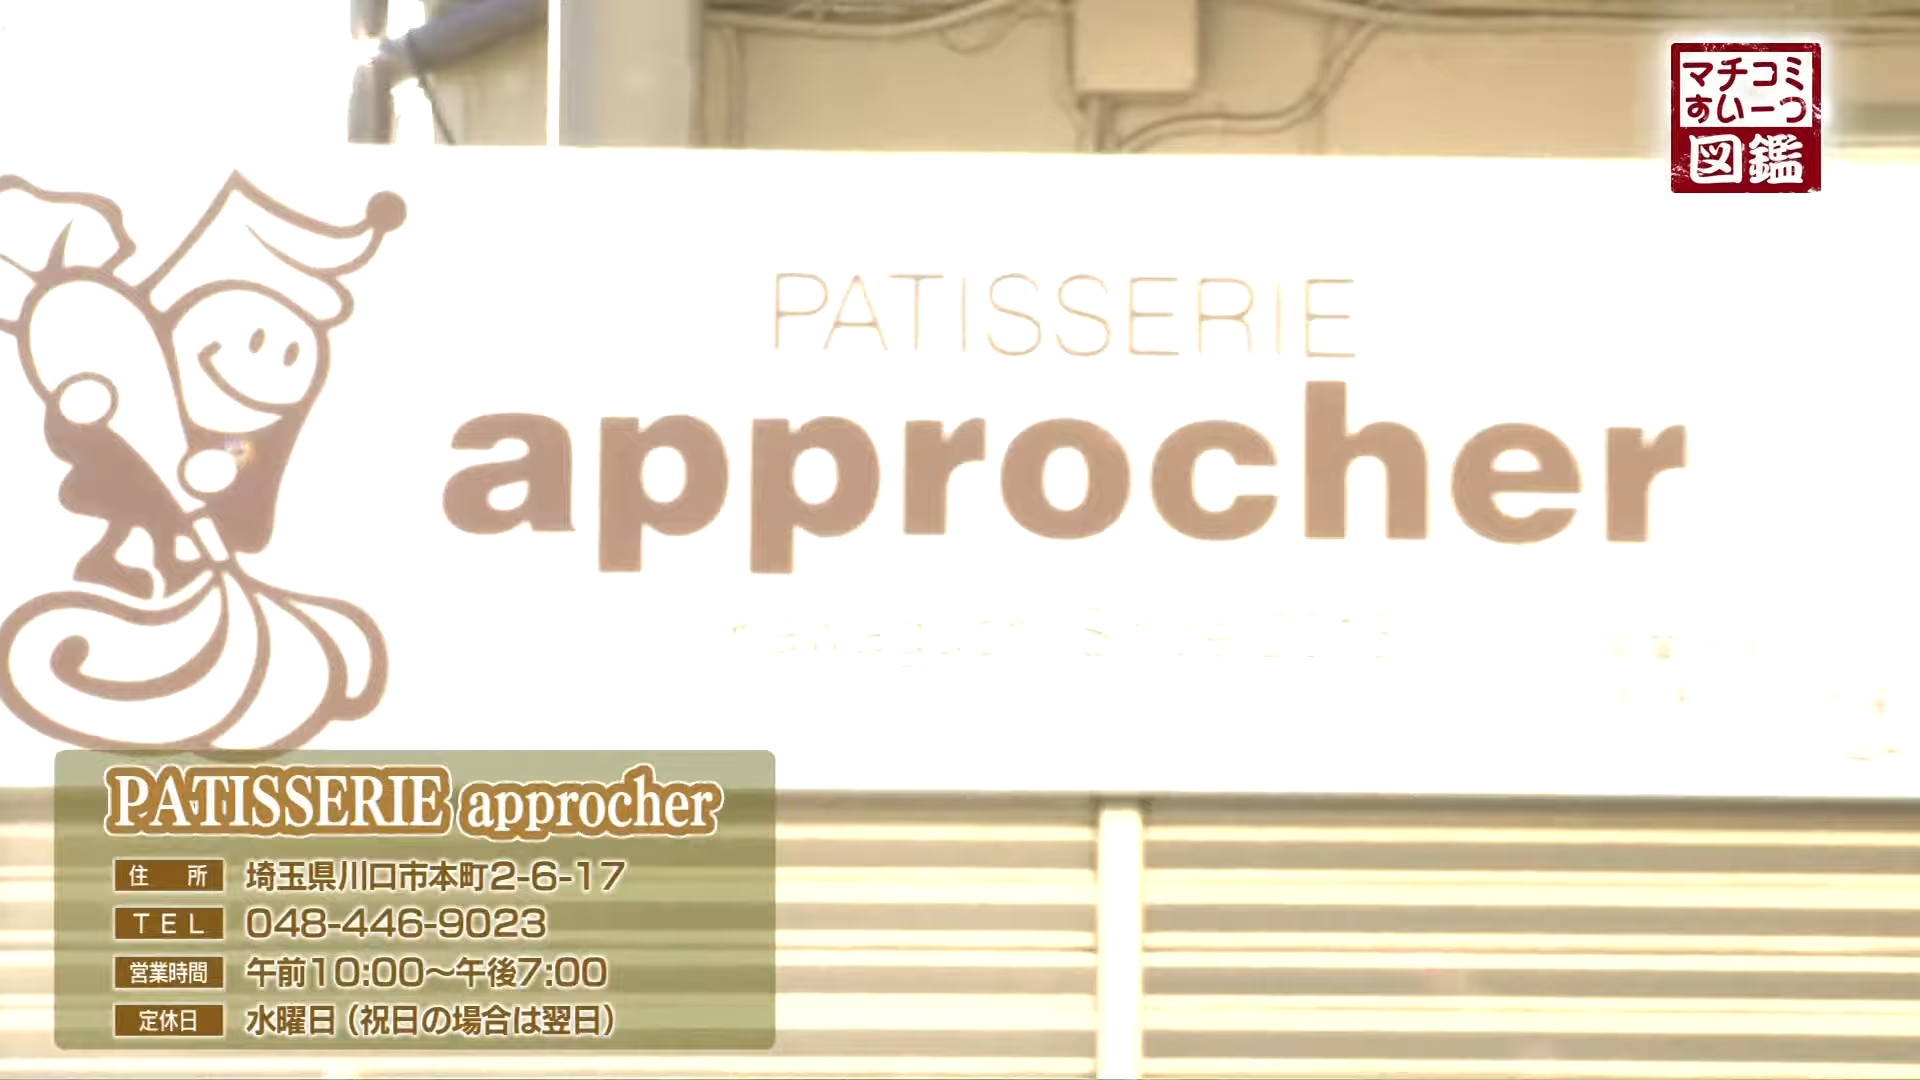 マチコミ
すいーつ
図鑑
PATISSERIE
approcher
PATISSERIE approcher
住所 埼玉県川口市本町2-6-17
TEL 048-446-9023
営業時間 午前10:00～午後7:00
定休日 水曜日（祝日の場合は翌日）